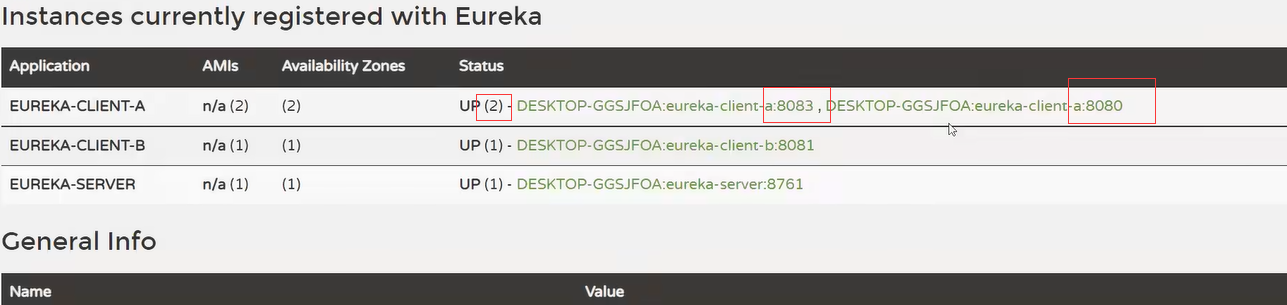 Instances currently registered with Eureka
Application AMIs Availability Zones Status
EUREKA-CLIENT-A n/a (2) (2) UP (2) - DESKTOP-GGSJFOA:eureka-client-a:8083 , DESKTOP-GGSJFOA:eureka-client-a:8080
EUREKA-CLIENT-B n/a (1) (1) UP (1) - DESKTOP-GGSJFOA:eureka-client-b:8081
EUREKA-SERVER n/a (1) (1) UP (1) - DESKTOP-GGSJFOA:eureka-server:8761
General Info
Name Value